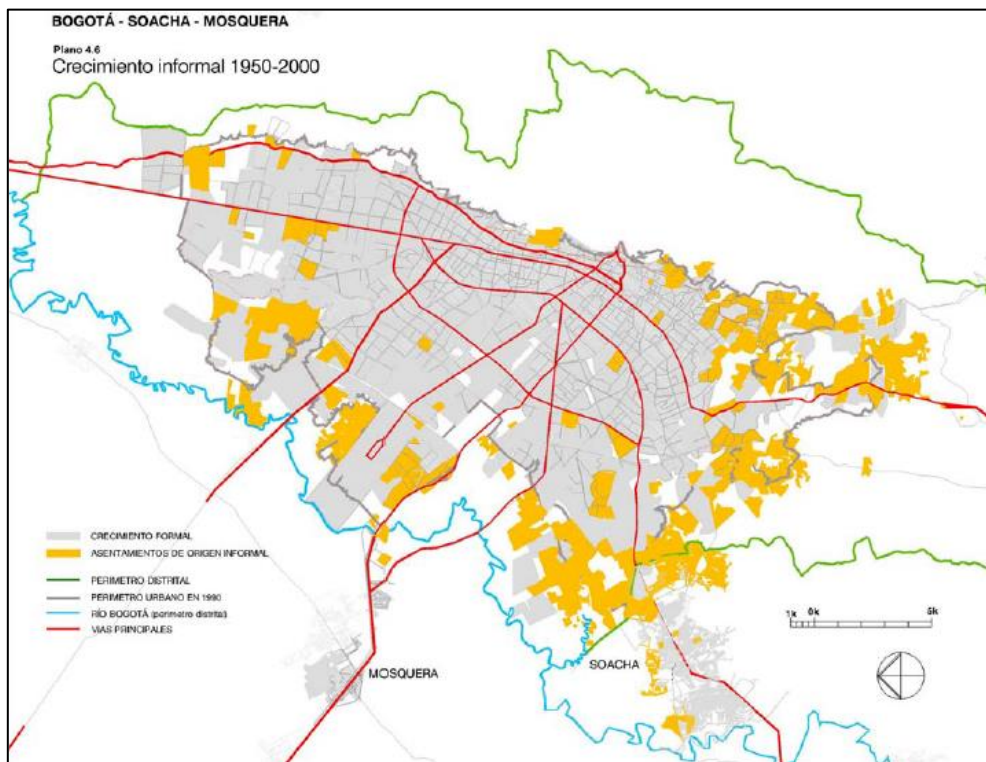 BOGOTÁ - SOACHA - MOSQUERA
Plano 4.6
Crecimiento informal 1950-2000
CRECIMIENTO FORMAL
ASENTAMIENTOS DE ORIGEN INFORMAL
PERIMETRO DISTRITAL
PERIMETRO URBANO EN 1990
RÍO BOGOTÁ (perimetro distrital)
VIAS PRINCIPALES
MOSQUERA
SOACHA
1k 0k 5k